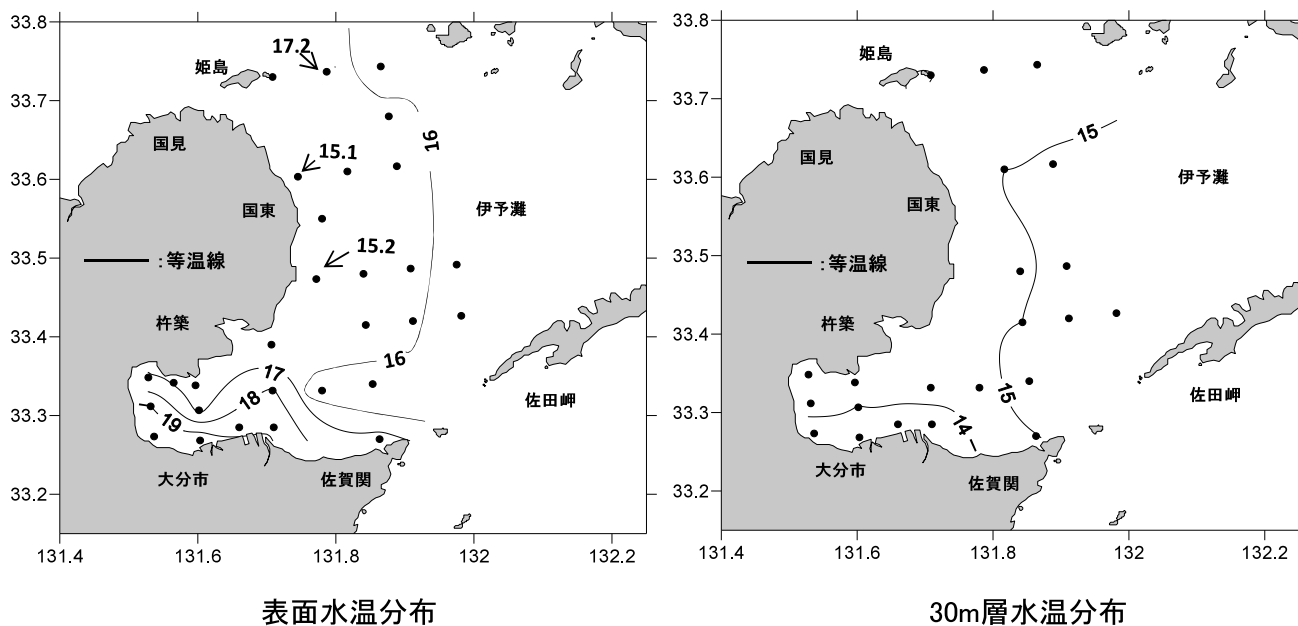 33.8
33.7
33.6
33.5
33.4
33.3
33.2
131.4
131.6
131.8
132
132.2
姫島
17.2
16
国見
15.1
国東
伊予灘
15.2
:等温線
杵築
16
17
18
19
佐田岬
大分市
佐賀関
表面水温分布
33.8
33.7
33.6
33.5
33.4
33.3
33.2
131.4
131.6
131.8
132
132.2
姫島
15
国見
伊予灘
国東
:等温線
杵築
15
14
佐田岬
大分市
佐賀関
30m層水温分布